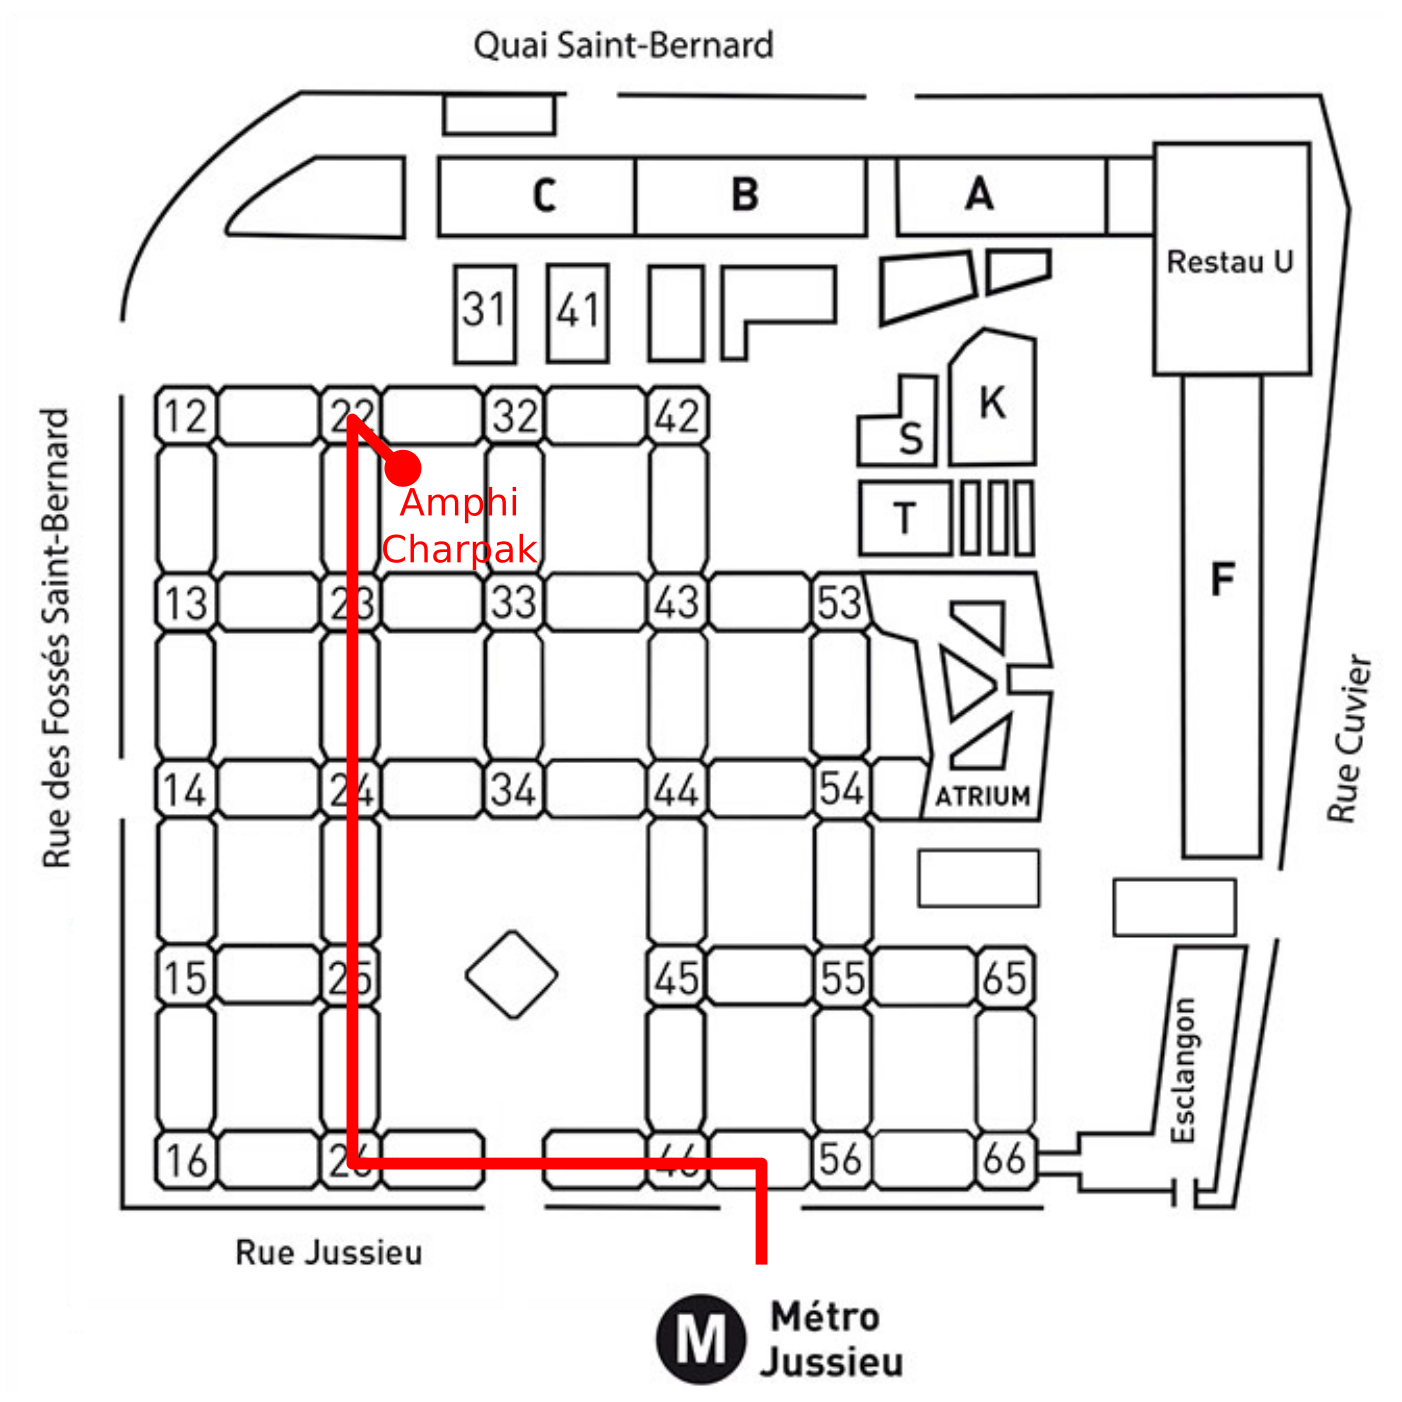 Quai Saint-Bernard
C
B
A
Restau U
31
41
K
S
12
22
32
42
Amphi
Charpak
T
Rue des Fossés Saint-Bernard
F
13
23
33
43
53
Rue Cuvier
14
24
34
44
54
ATRIUM
15
25
45
55
65
Esclangon
16
26
46
56
66
Rue Jussieu
M
Métro
Jussieu